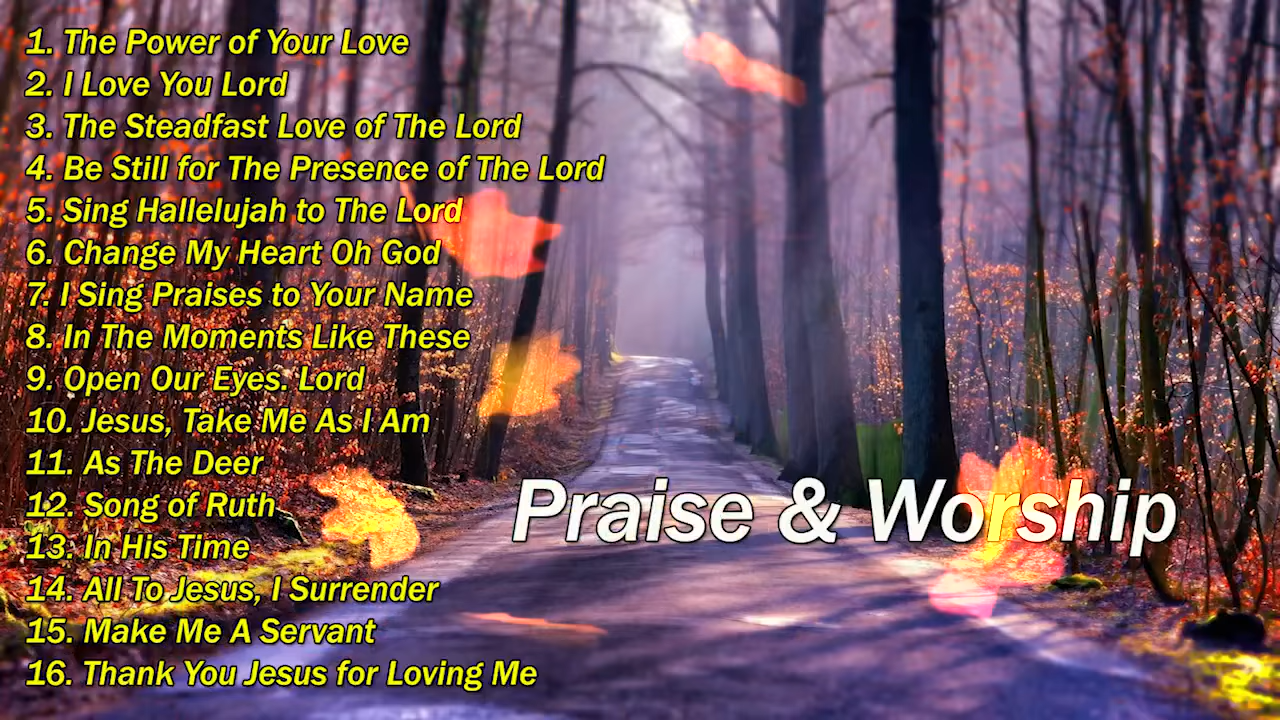 1. The Power of Your Love
2. I Love You Lord
3. The Steadfast Love of The Lord
4. Be Still for The Presence of The Lord
5. Sing Hallelujah to The Lord
6. Change My Heart Oh God
7. I Sing Praises to Your Name
8. In The Moments Like These
9. Open Our Eyes. Lord
10. Jesus, Take Me As I Am
11. As The Deer
12. Song of Ruth
13. In His Time
14. All To Jesus, I Surrender
15. Make Me A Servant
16. Thank You Jesus for Loving Me
Praise & Worship